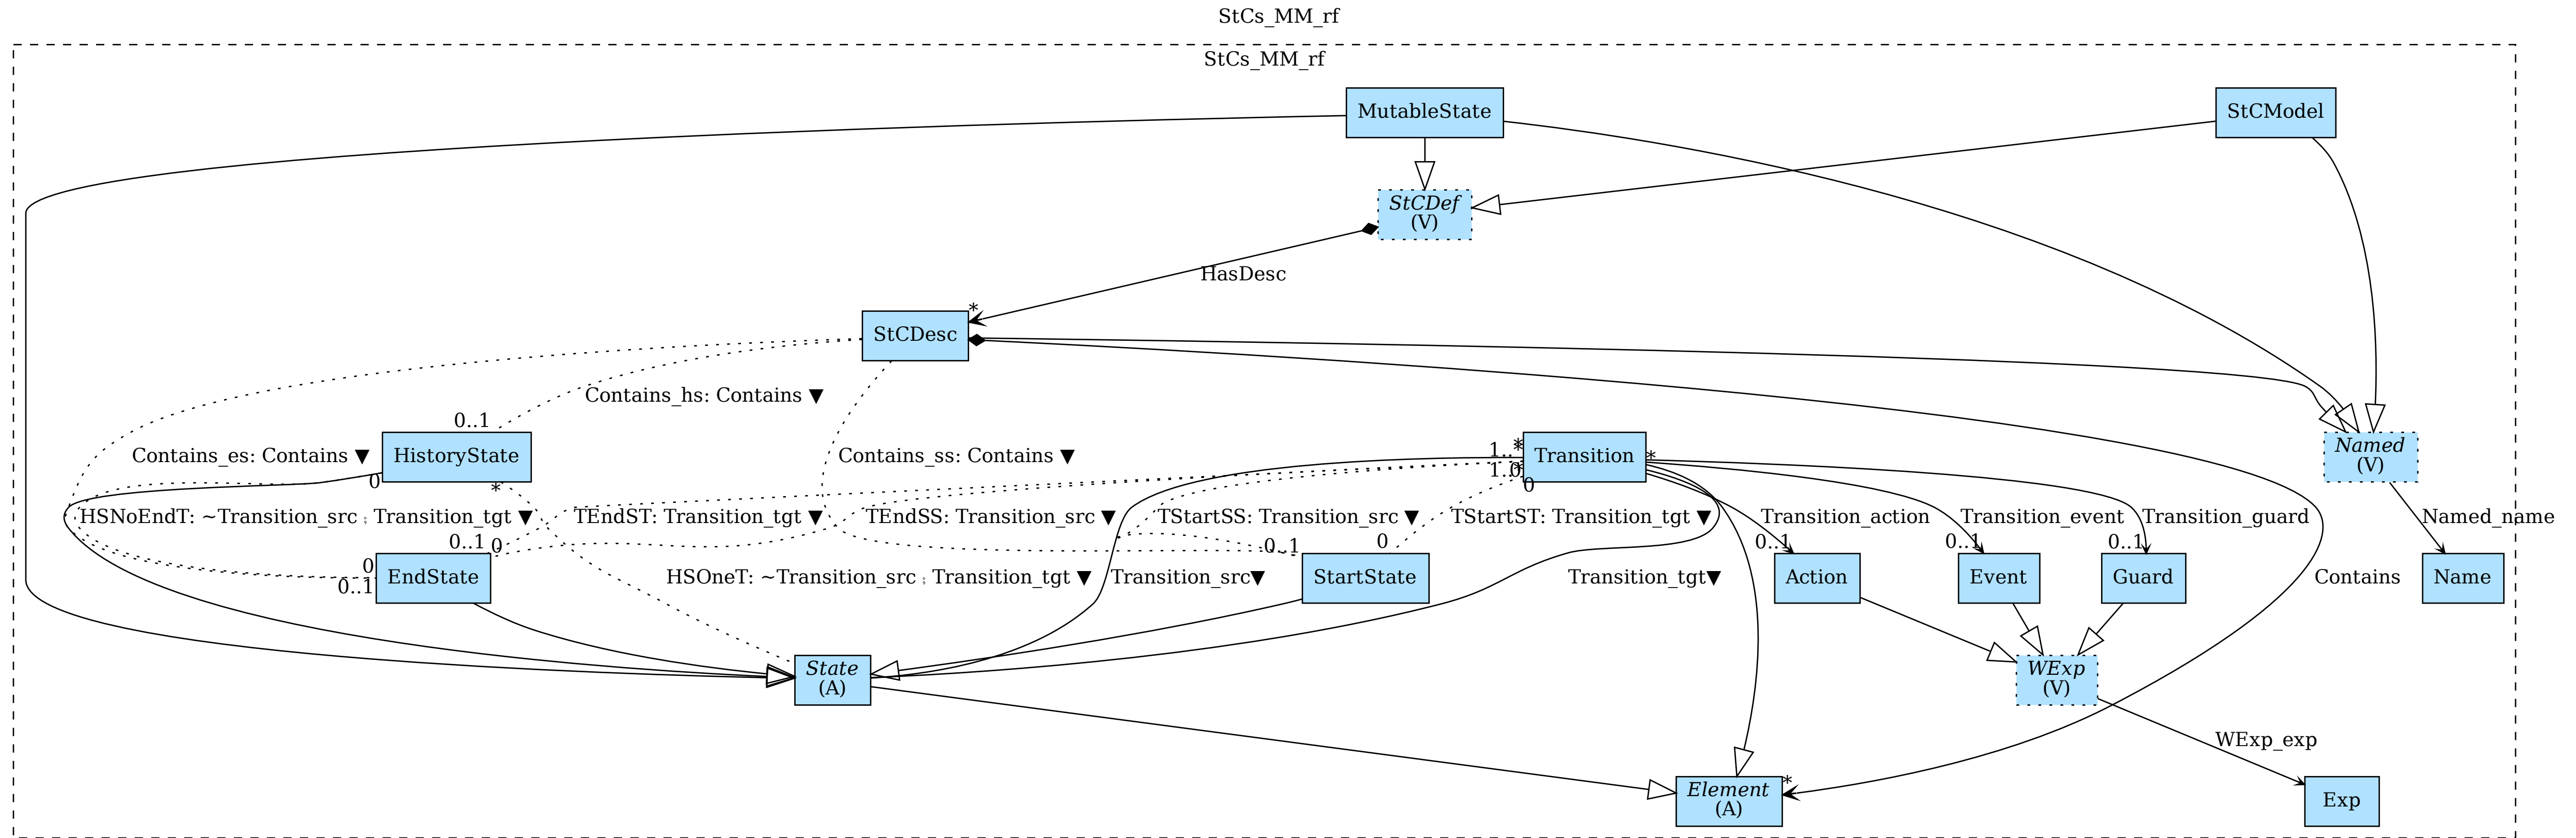 StCs_MM_rf
StCs_MM_rf
MutableState
StCModel
StCDef
(V)
HasDesc
*
StCDesc
Contains_hs: Contains ▼
0..1
Contains_es: Contains ▼
HistoryState
Contains_ss: Contains ▼
1..*
*
Transition
*
Named
(V)
0
*
0
HSNoEndT: ~Transition_src ⨾ Transition_tgt ▼
TEndST: Transition_tgt ▼
TEndSS: Transition_src ▼
TStartSS: Transition_src ▼
TStartST: Transition_tgt ▼
Transition_action
Transition_event
Transition_guard
Named_name
0..1
0
0..1
0
0..1
0..1
0..1
0
0..1
EndState
HSOneT: ~Transition_src ⨾ Transition_tgt ▼
Transition_src▼
StartState
Transition_tgt▼
Action
Event
Guard
Contains
Name
State
(A)
WExp
(V)
WExp_exp
*
Element
(A)
Exp